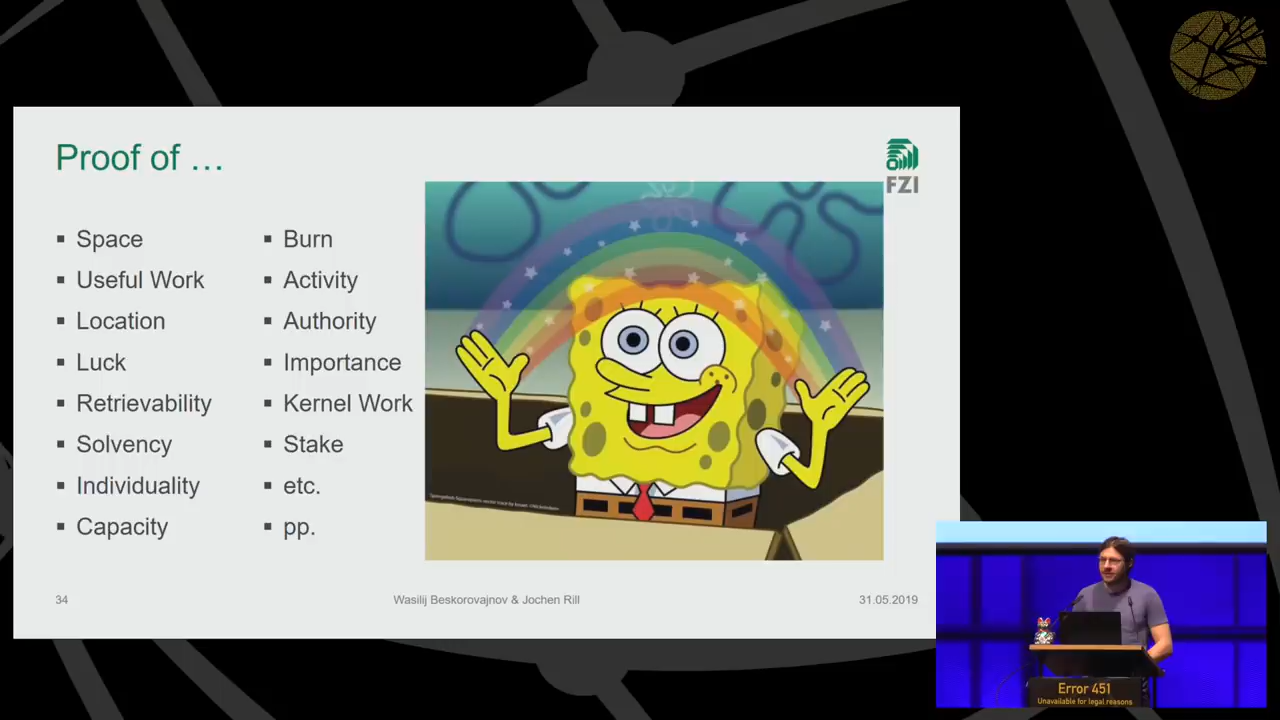 Proof of …
FZI
Space
Useful Work
Location
Luck
Retrievability
Solvency
Individuality
Capacity
Burn
Activity
Authority
Importance
Kernel Work
Stake
etc.
pp.
34
Wasilij Beskorovajnov & Jochen Rill
31.05.2019
Error 451
Unavailable for legal reasons